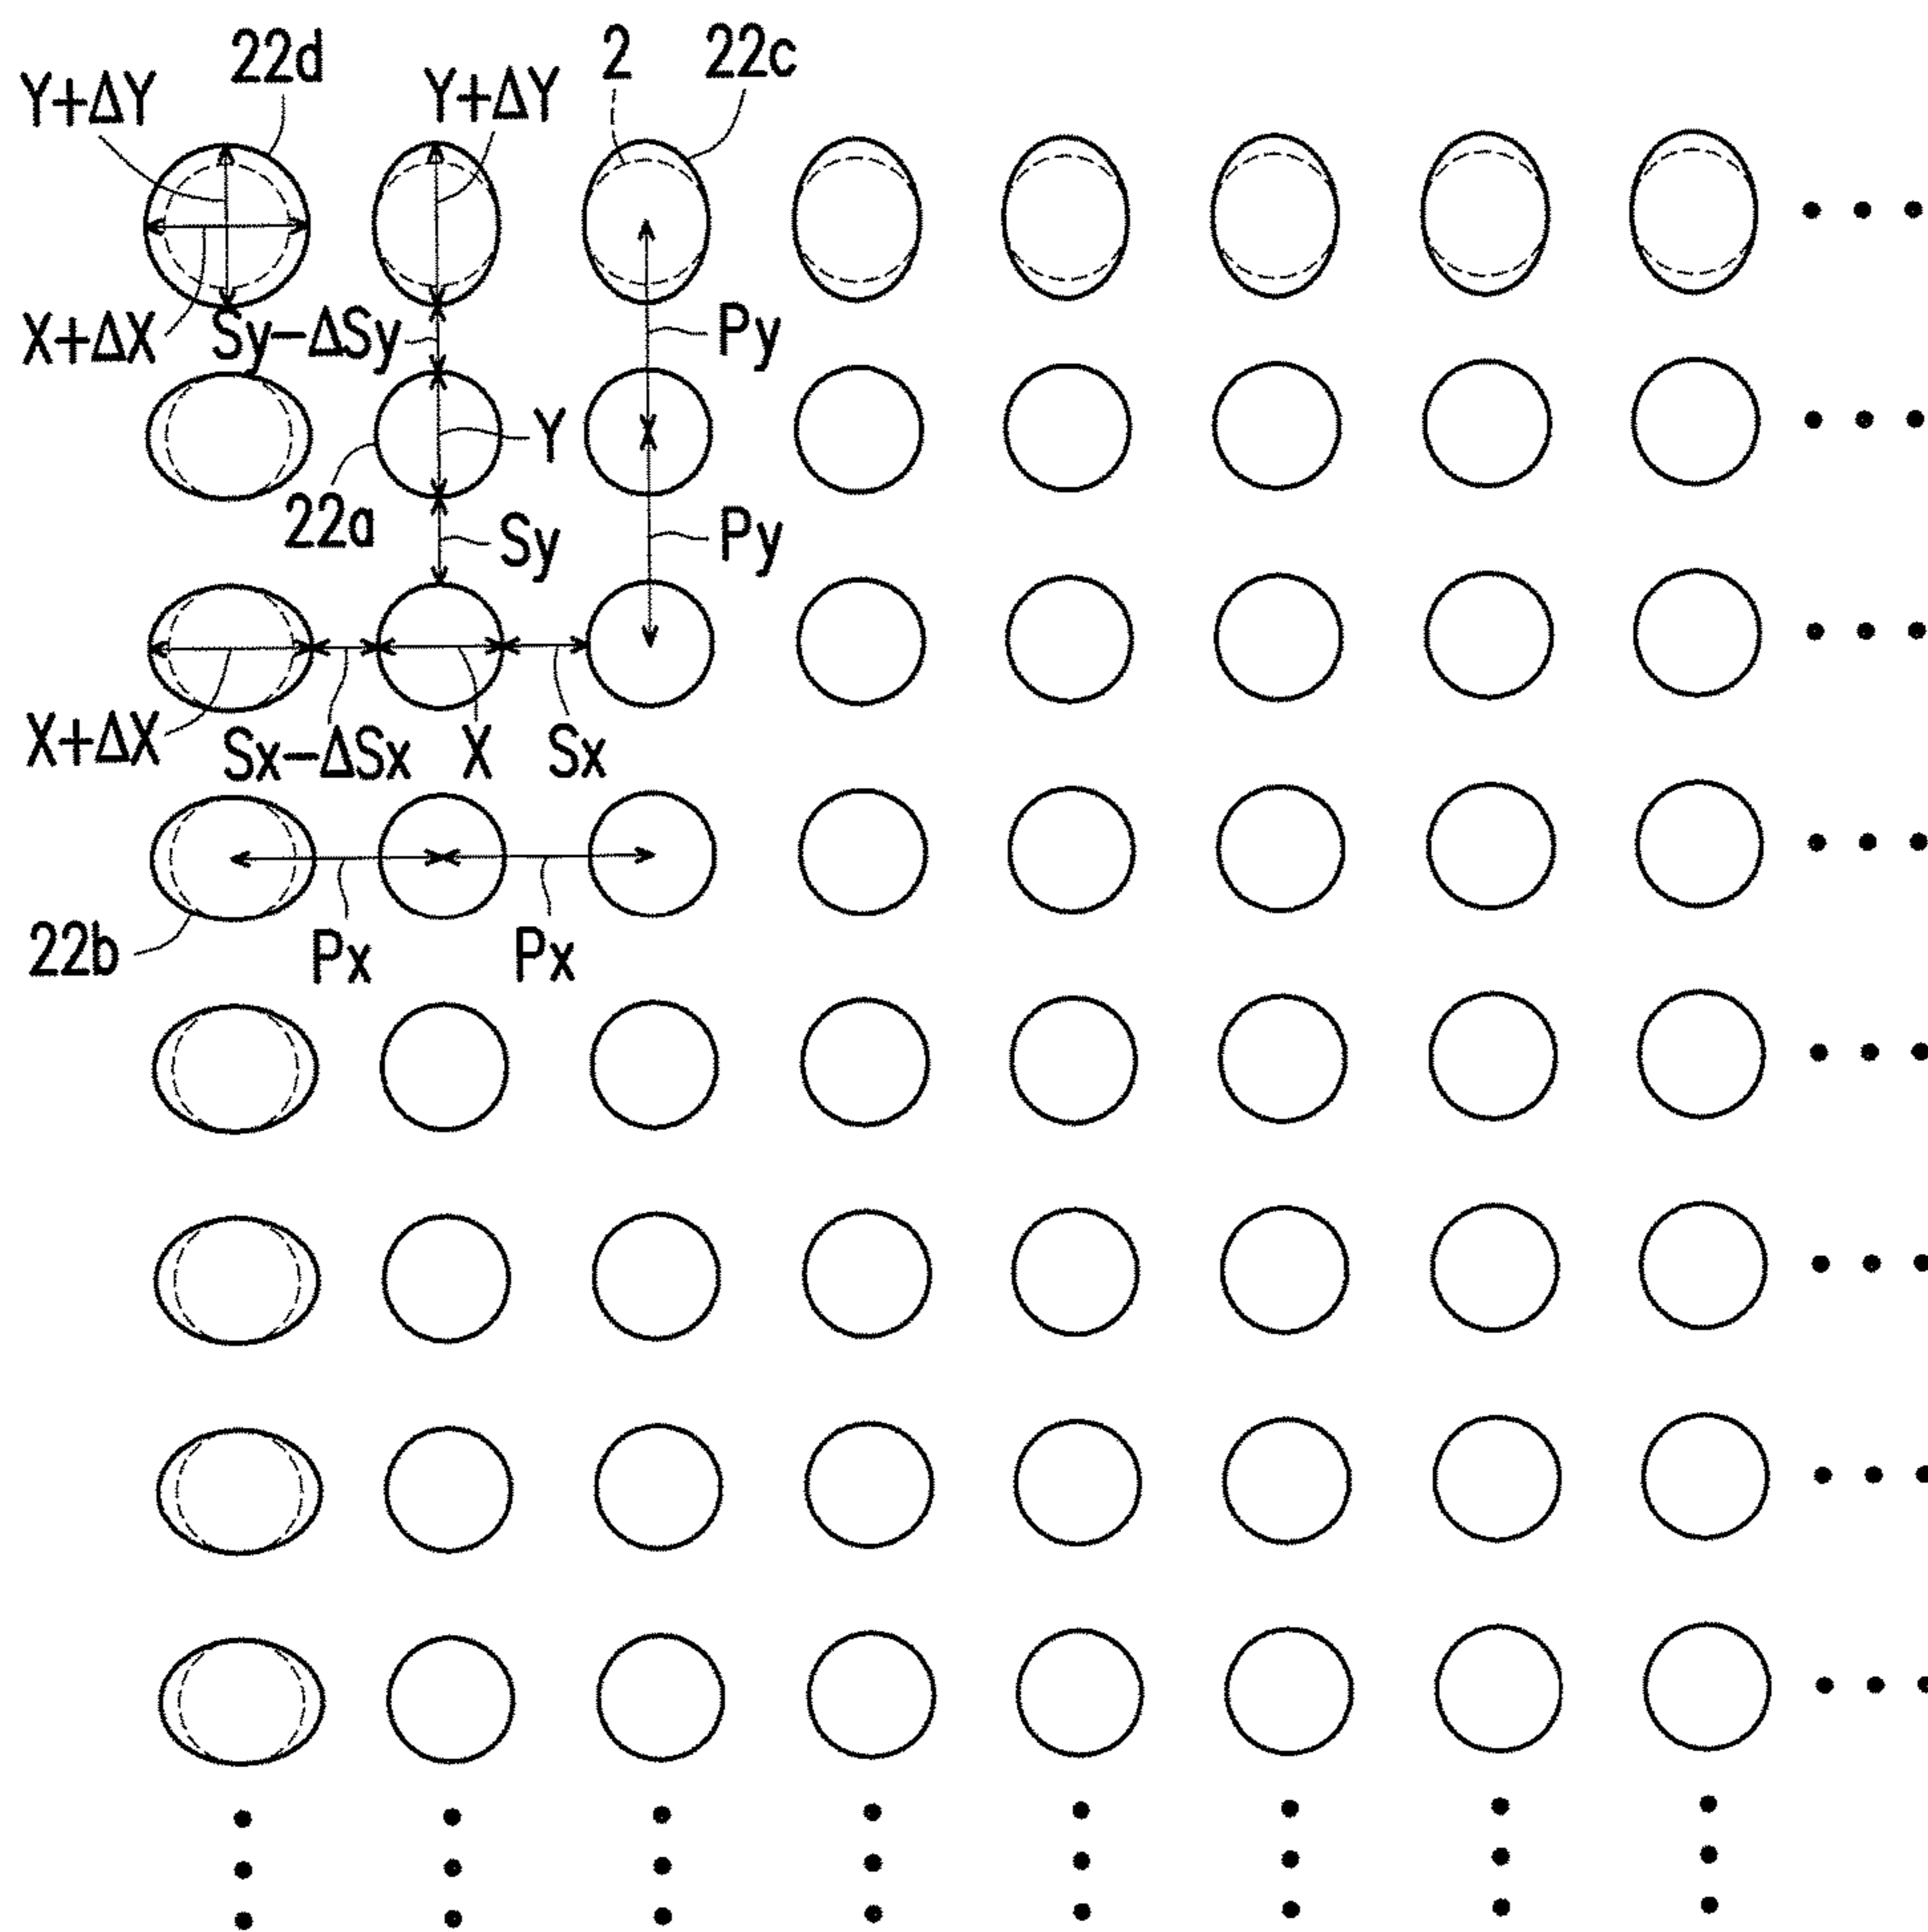 22d
2
22c
Y+ΔY
Y+ΔY
X+ΔX
Sy−ΔSy
Py
Y
22a
Sy
Py
X+ΔX
Sx−ΔSx
X
Sx
22b
Px
Px